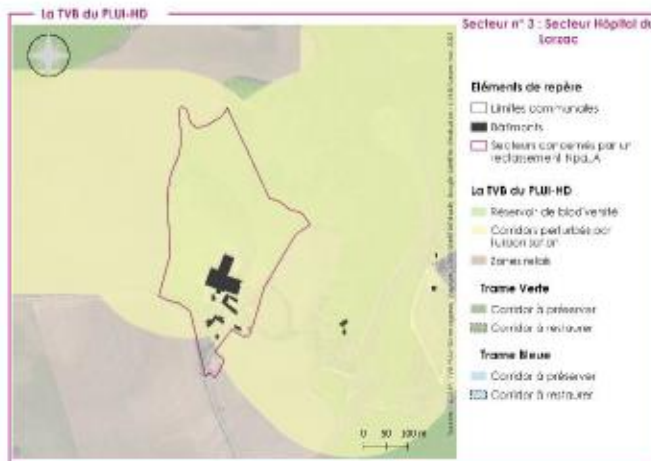 La TVB du PLUI-HD
Secteur n° 3 : Secteur Hôpital du
Larzac
Eléments de repère
Limites communales
Bâtiments
Secteurs concernés par un
reclassement
La TVB du PLUI-HD
Réservoir de biodiversité
Corridors perturbés par
l'urbanisation
Zones relais
Trame Verte
Corridor à préserver
Corridor à restaurer
Trame Bleue
Corridor à préserver
Corridor à restaurer
0 50 100 m